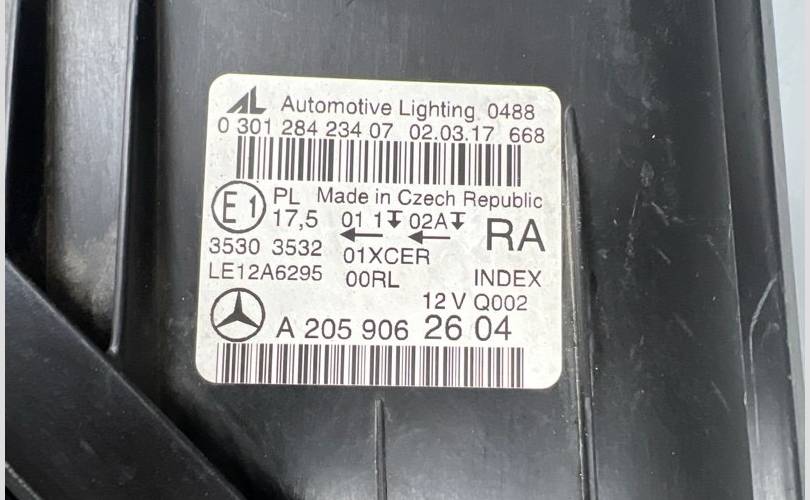 AL Automotive Lighting 0488
0 301 284 234 07 02.03.17 668
E1 PL Made in Czech Republic
17,5 01 1 02A RA
3530 3532 01XCER
LE12A6295 00RL INDEX
12 V Q002
A 205 906 26 04